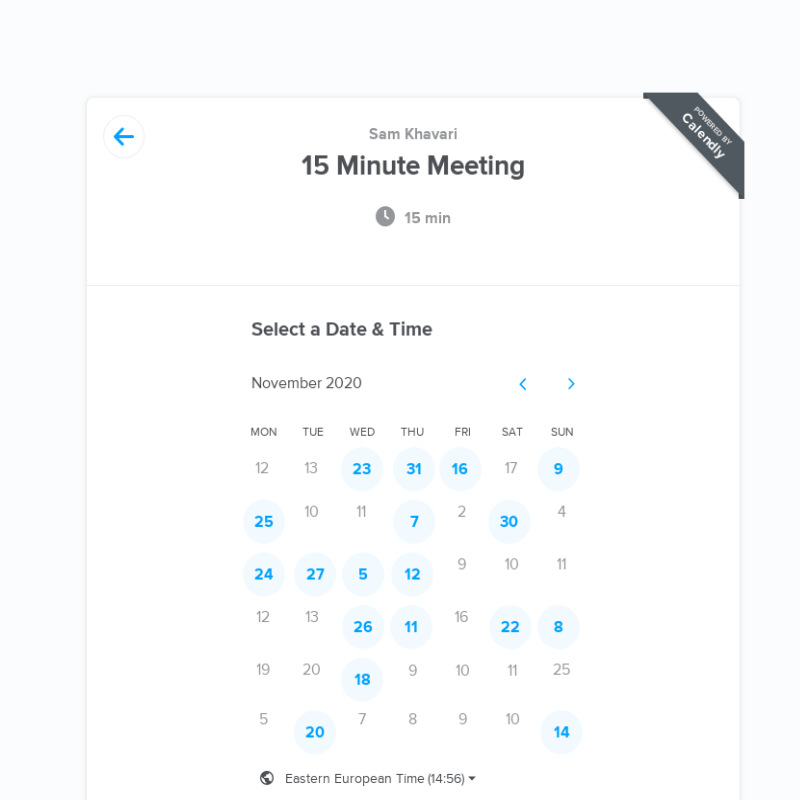 POWERED BY
Calendly
Sam Khavari
15 Minute Meeting
15 min
Select a Date & Time
November 2020
MON TUE WED THU FRI SAT SUN
12 13 23 31 16 17 9
25 10 11 7 2 30 4
24 27 5 12 9 10 11
12 13 26 11 16 22 8
19 20 18 9 10 11 25
5 20 7 8 9 10 14
Eastern European Time (14:56)